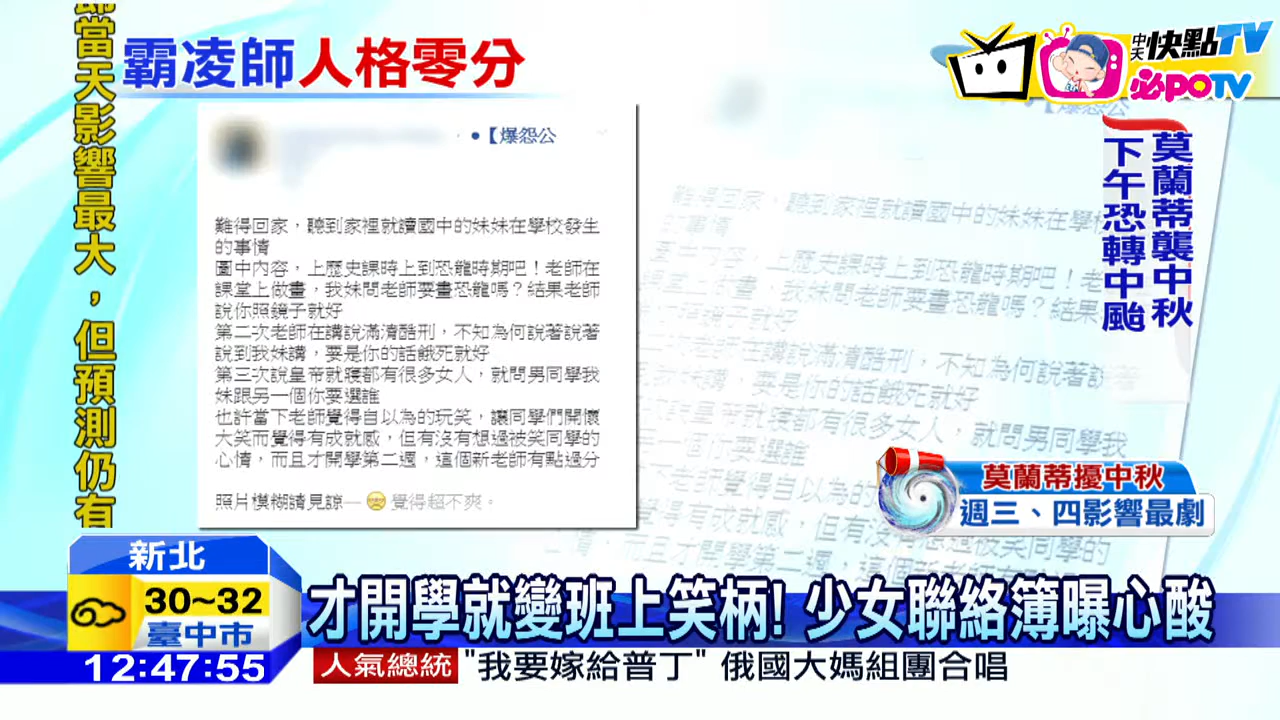 霸凌師人格零分
中天快點TV
必POTV
即當天影響最大，但預測仍有
莫蘭蒂襲中秋
下午恐轉中颱
●【爆怨公
難得回家，聽到家裡就讀國中的妹妹在學校發生
的事情
圖中內容，上歷史課時上到恐龍時期吧！老師在
課堂上做畫，我妹問老師要畫恐龍嗎？結果老師
說你照鏡子就好
第二次老師在講說滿清酷刑，不知為何說著說著
說到我妹講，要是你的話餓死就好
第三次說皇帝就寢都有很多女人，就問男同學我
妹跟另一個你要選誰
也許當下老師覺得自以為的玩笑，讓同學們開懷
大笑而覺得有成就感，但有沒有想過被笑同學的
心情，而且才開學第二週，這個新老師有點過分
照片模糊請見諒— 覺得超不爽。
莫蘭蒂擾中秋
週三、四影響最劇
新北
30~32
臺中市
12:47:55
才開學就變班上笑柄! 少女聯絡簿曝心酸
人氣總統 "我要嫁給普丁" 俄國大媽組團合唱